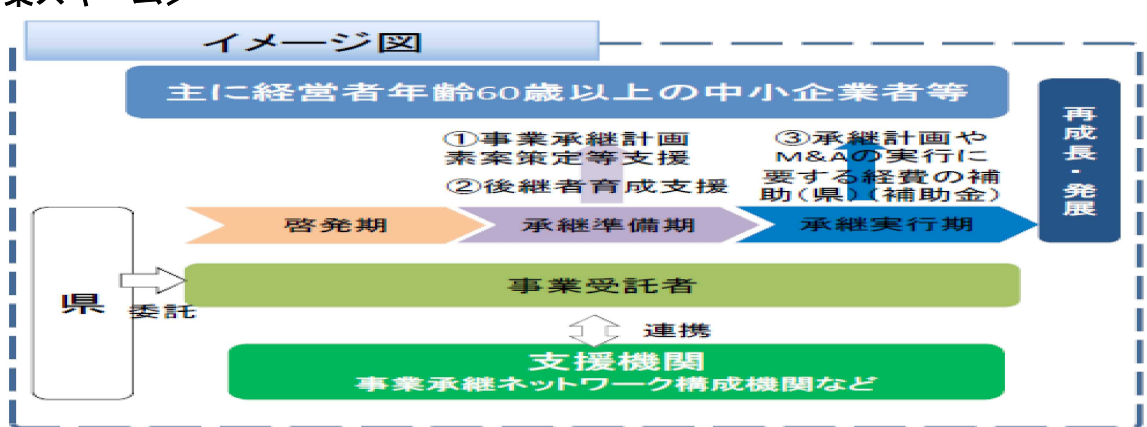 イメージ図
主に経営者年齢60歳以上の中小企業者等
①事業承継計画
素案策定等支援
②後継者育成支援
③承継計画や
M&Aの実行に
要する経費の補
助(県)(補助金)
再成長・発展
啓発期
承継準備期
承継実行期
県
委託
事業受託者
連携
支援機関
事業承継ネットワーク構成機関など